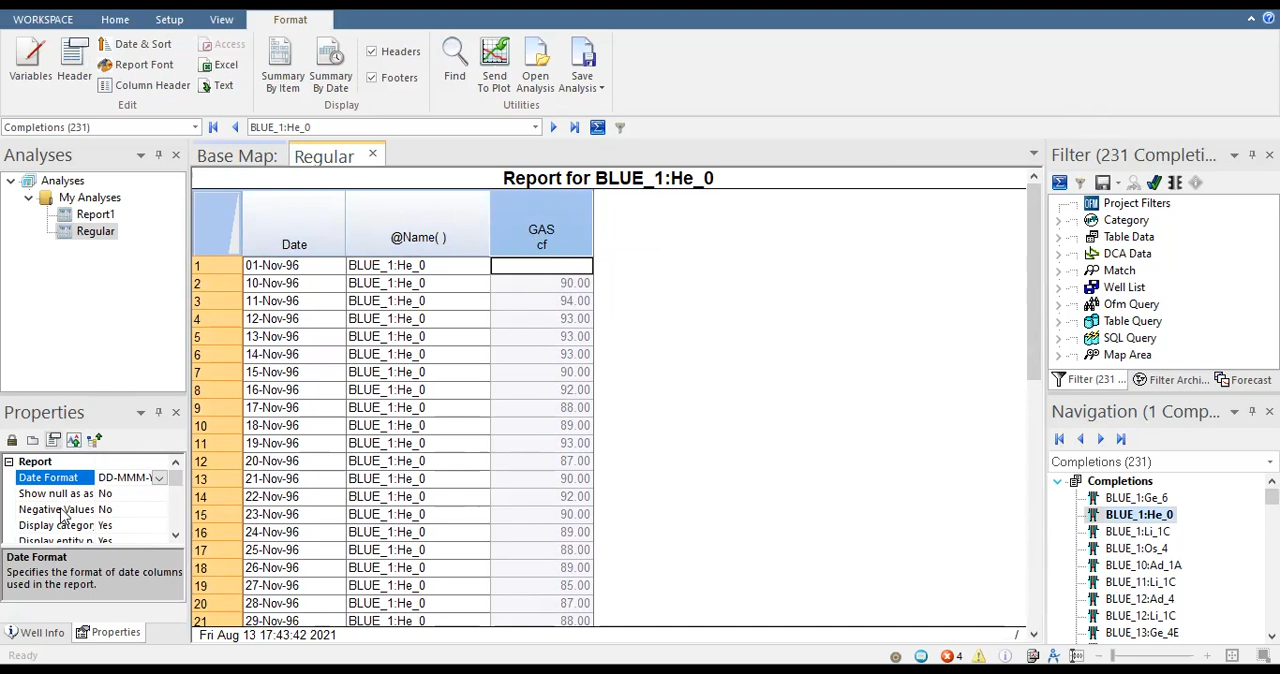 WORKSPACE Home Setup View Format
Variables Header Date & Sort Report Font Column Header Access Excel Text Edit
Summary By Item Summary By Date Headers Footers Display
Find Send To Plot Open Analysis Save Analysis Utilities
Completions (231) BLUE_1:He_0
Analyses
Analyses
My Analyses
Report1
Regular
Base Map: Regular
Report for BLUE_1:He_0
Date @Name( ) GAS cf
1 01-Nov-96 BLUE_1:He_0
2 10-Nov-96 BLUE_1:He_0 90.00
3 11-Nov-96 BLUE_1:He_0 94.00
4 12-Nov-96 BLUE_1:He_0 93.00
5 13-Nov-96 BLUE_1:He_0 93.00
6 14-Nov-96 BLUE_1:He_0 93.00
7 15-Nov-96 BLUE_1:He_0 90.00
8 16-Nov-96 BLUE_1:He_0 92.00
9 17-Nov-96 BLUE_1:He_0 88.00
10 18-Nov-96 BLUE_1:He_0 89.00
11 19-Nov-96 BLUE_1:He_0 93.00
12 20-Nov-96 BLUE_1:He_0 87.00
13 21-Nov-96 BLUE_1:He_0 90.00
14 22-Nov-96 BLUE_1:He_0 92.00
15 23-Nov-96 BLUE_1:He_0 90.00
16 24-Nov-96 BLUE_1:He_0 89.00
17 25-Nov-96 BLUE_1:He_0 88.00
18 26-Nov-96 BLUE_1:He_0 89.00
19 27-Nov-96 BLUE_1:He_0 85.00
20 28-Nov-96 BLUE_1:He_0 87.00
21 29-Nov-96 BLUE_1:He_0 88.00
Fri Aug 13 17:43:42 2021 /
Properties
Report
Date Format DD-MMM-Y
Show null as as No
Negative Values No
Display categor Yes
Display entity n Yes
Date Format
Specifies the format of date columns
used in the report.
Well Info Properties
Ready
Filter (231 Completi...
OFM Project Filters
Category
Table Data
DCA Data
Match
Well List
Ofm Query
Table Query
SQL Query
Map Area
Filter (231 ... Filter Archi... Forecast
Navigation (1 Comp...
Completions (231)
Completions
BLUE_1:Ge_6
BLUE_1:He_0
BLUE_1:Li_1C
BLUE_1:Os_4
BLUE_10:Ad_1A
BLUE_11:Li_1C
BLUE_12:Ad_4
BLUE_12:Li_1C
BLUE_13:Ge_4E
4